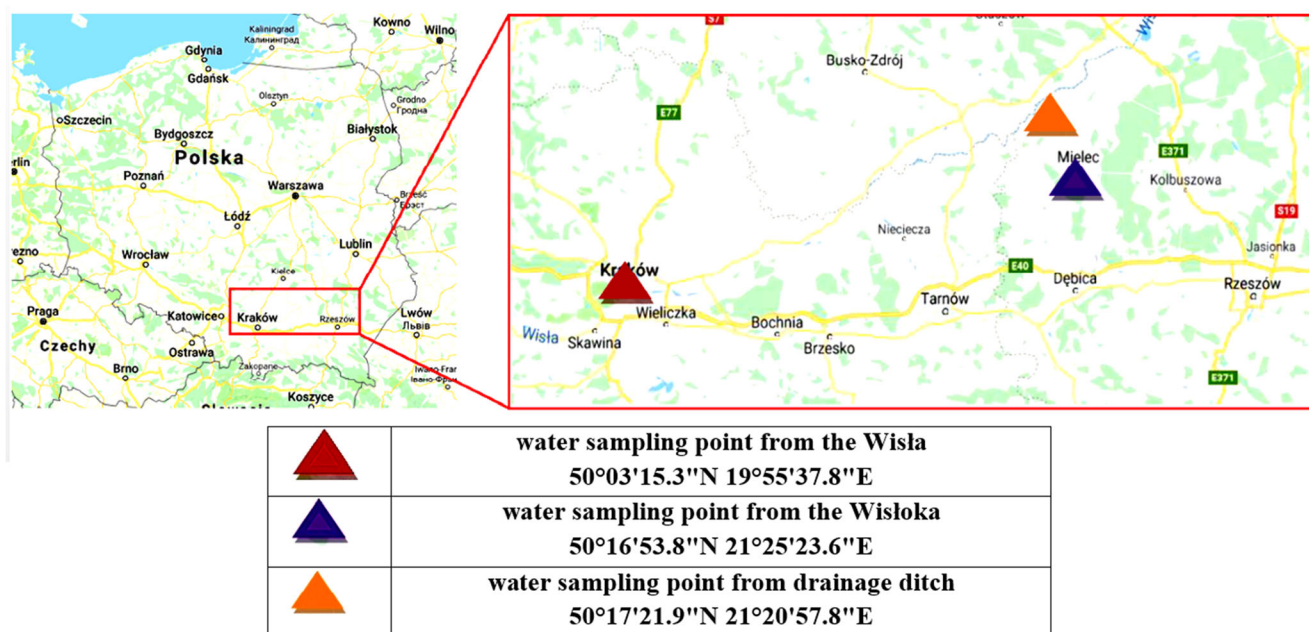 Kaliningrad
Калининград
Kowno
Wilno
Gdynia
Gdańsk
Olsztyn
Grodno
Гродна
Szczecin
Bydgoszcz
Białystok
Polska
Poznań
Warszawa
Brześć
Брэст
Łódź
Lublin
Wrocław
Kielce
Praga
Katowice
Kraków
Rzeszów
Lwów
Львів
Czechy
Ostrawa
Brno
Zakopane
Koszyce
S7
Busko-Zdrój
E77
Mielec
E371
Kolbuszowa
Nieciecza
S19
Jasionka
Kraków
E40
Dębica
Rzeszów
Wieliczka
Tarnów
Wisła
Skawina
Bochnia
Brzesko
E371
water sampling point from the Wisła
50°03'15.3"N 19°55'37.8"E
water sampling point from the Wisłoka
50°16'53.8"N 21°25'23.6"E
water sampling point from drainage ditch
50°17'21.9"N 21°20'57.8"E